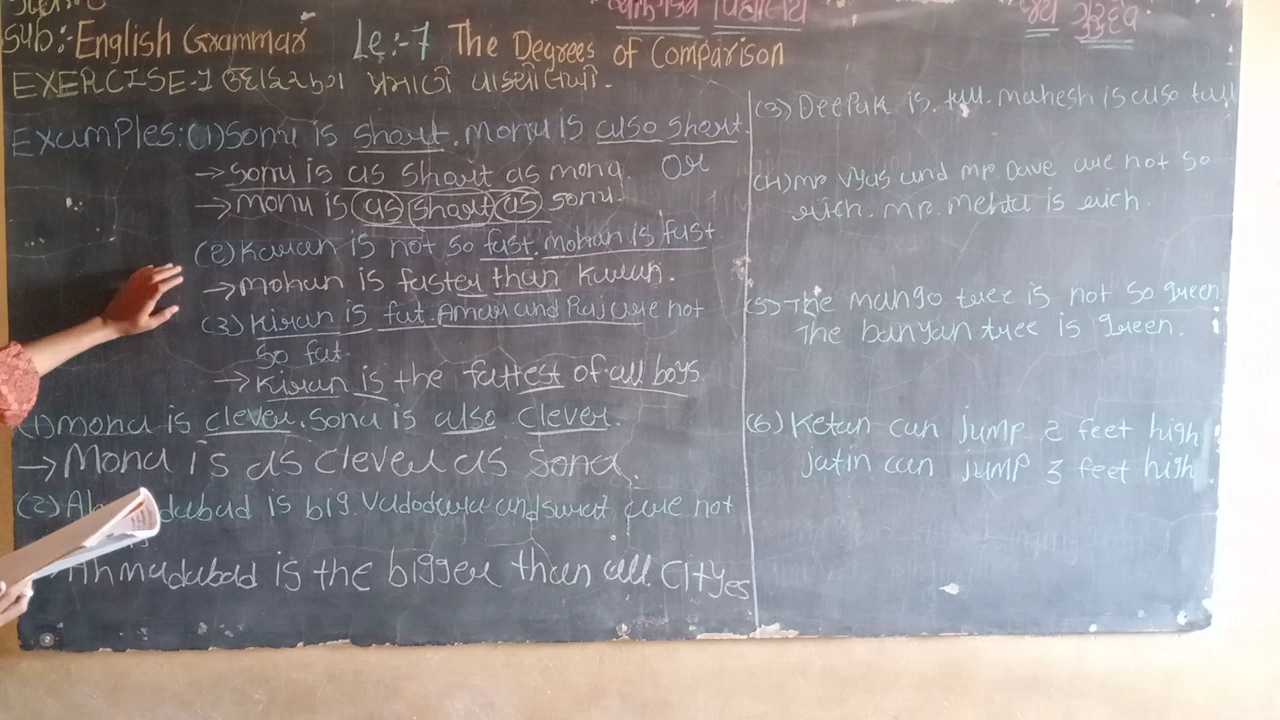 વિદ્યાલય
જય ગુરુદેવ
Sub:- English Grammar Le:-7 The Degrees of Comparison
EXERCISE-1 ઉદાહરણ પ્રમાણે વાક્યો લખો.
Examples:(1) Sonu is short. Monu is also short.
→ Sonu is as short as monu. Or
→ monu is as short as sonu.
(2) Karan is not so fast. Mohan is fast.
→ mohan is faster than Karan.
(3) Kiran is fat. Amar and Raj are not
so fat.
→ Kiran is the fattest of all boys.
(1) Mona is clever. Sona is also clever.
→ Mona is as clever as Sona.
(2) dabad is big. Vadodara and surat are not
Ahmadabad is the bigger than all cityes
(3) Deepak is tall. mahesh is also tall
(4) mr vyas and mr. Dave are not so
rich. mr. mehta is rich.
(5) The mango tree is not so green.
The banyan tree is green.
(6) Ketan can jump 2 feet high
Jatin can jump 3 feet high